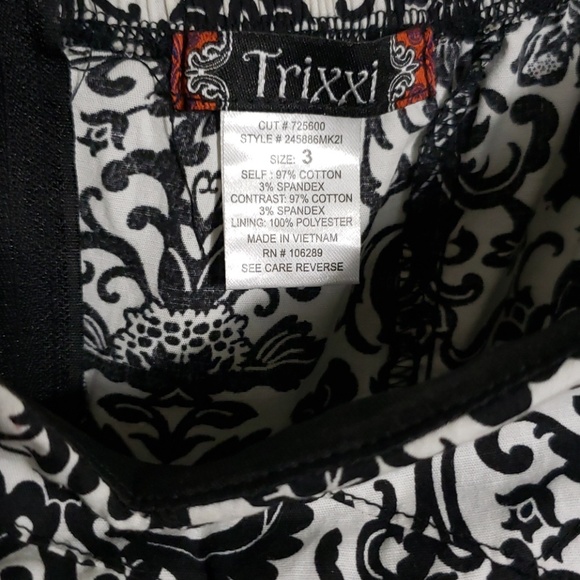 Trixxi
CUT # 725600
STYLE # 245886MK2I
SIZE: 3
SELF : 97% COTTON
3% SPANDEX
CONTRAST: 97% COTTON
3% SPANDEX
LINING: 100% POLYESTER
MADE IN VIETNAM
RN # 106289
SEE CARE REVERSE